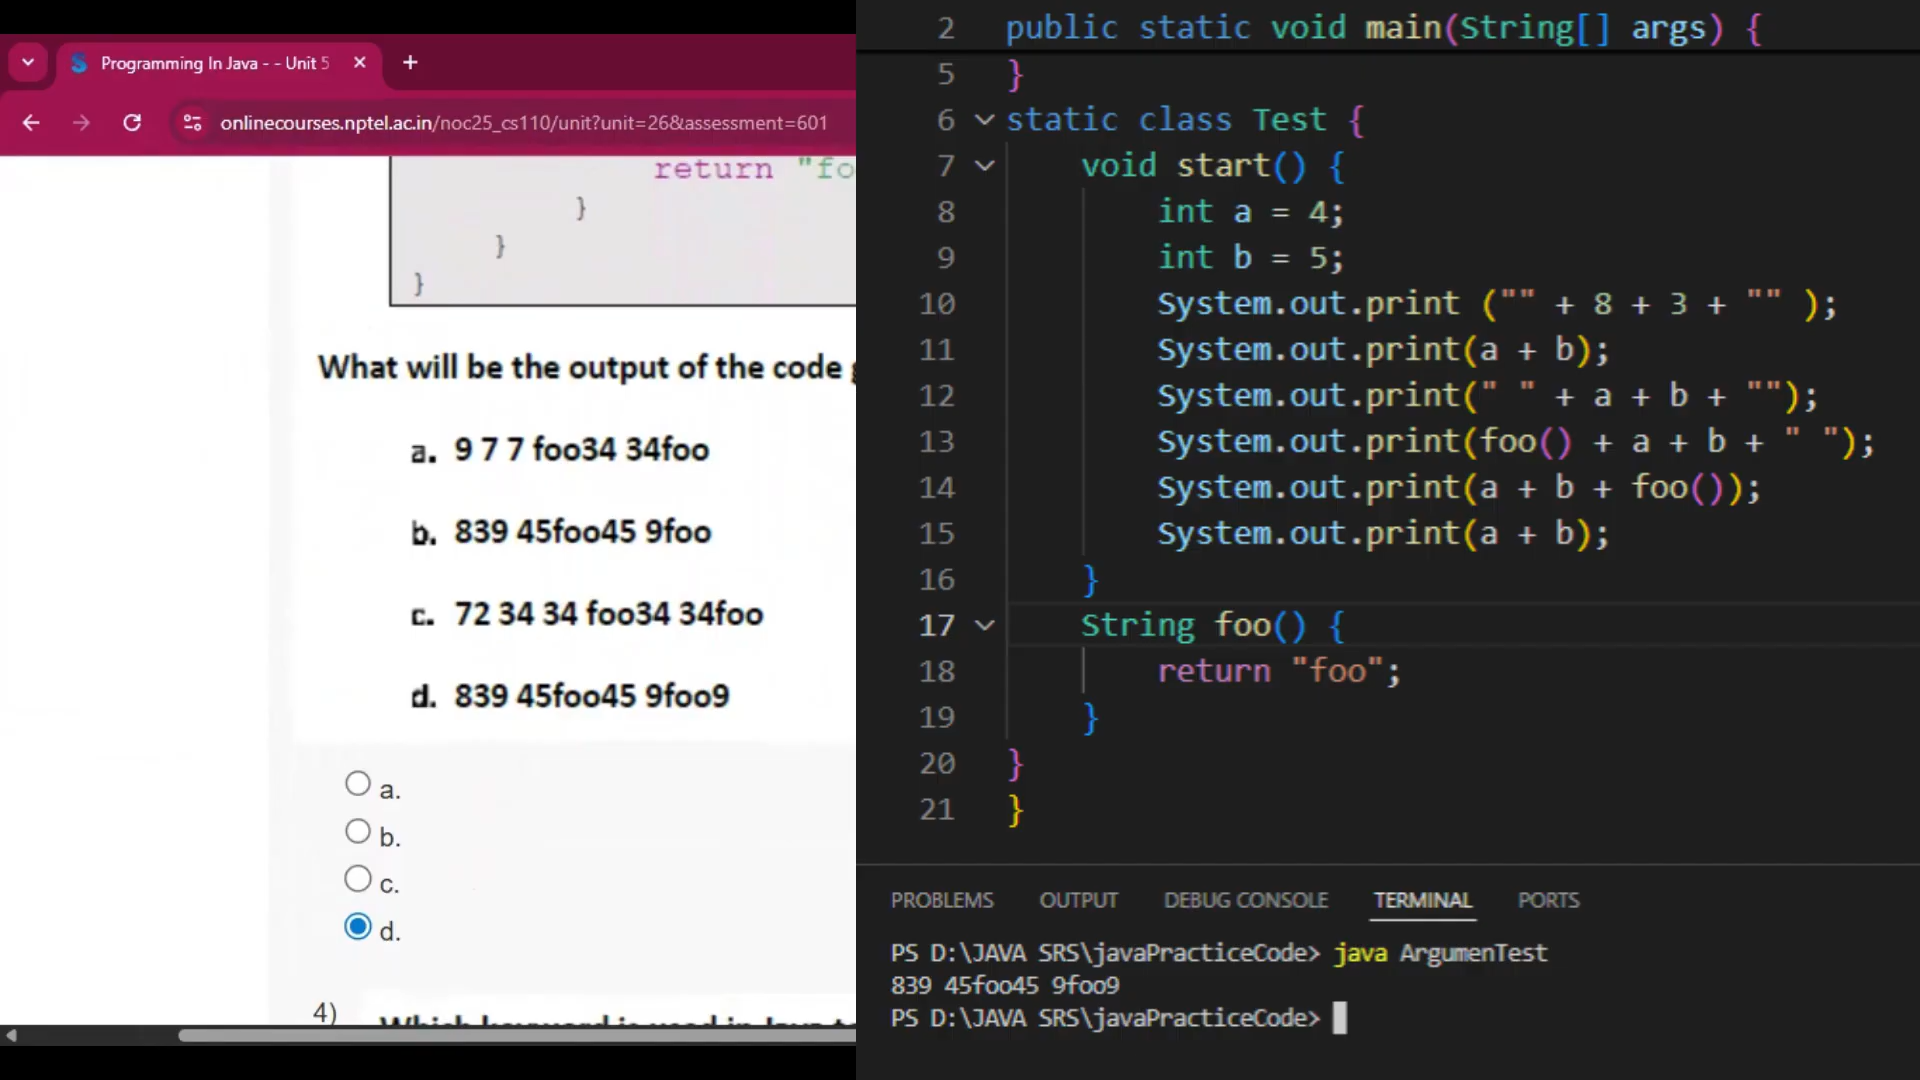 Programming In Java - - Unit 5
onlinecourses.nptel.ac.in/noc25_cs110/unit?unit=26&assessment=601
return "fo
}
}
}
What will be the output of the code
a. 9 7 7 foo34 34foo
b. 839 45foo45 9foo
c. 72 34 34 foo34 34foo
d. 839 45foo45 9foo9
a.
b.
c.
d.
4)
2 public static void main(String[] args) {
5 }
6 static class Test {
7 void start() {
8 int a = 4;
9 int b = 5;
10 System.out.print ("" + 8 + 3 + "" );
11 System.out.print(a + b);
12 System.out.print(" " + a + b + "");
13 System.out.print(foo() + a + b + " ");
14 System.out.print(a + b + foo());
15 System.out.print(a + b);
16 }
17 String foo() {
18 return "foo";
19 }
20 }
21 }
PROBLEMS OUTPUT DEBUG CONSOLE TERMINAL PORTS
PS D:\JAVA SRS\javaPracticeCode> java ArgumenTest
839 45foo45 9foo9
PS D:\JAVA SRS\javaPracticeCode>